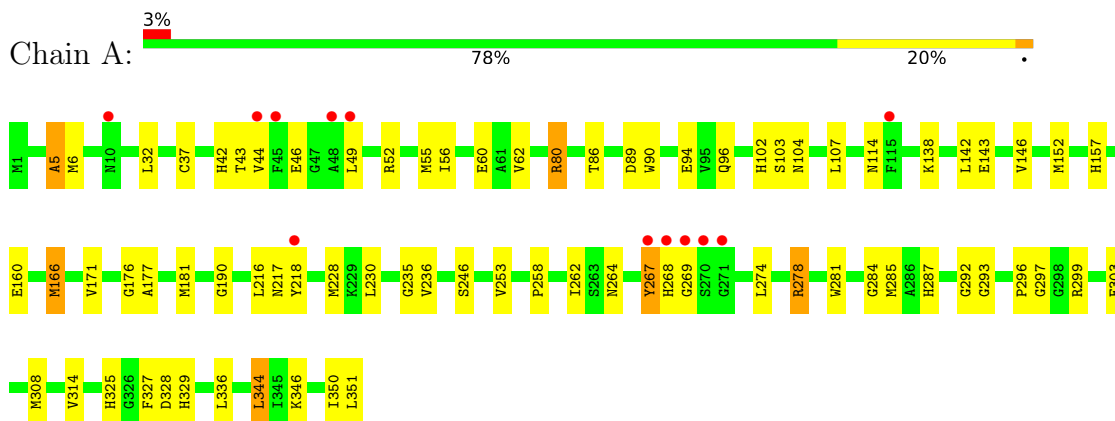 3%
Chain A:
78% 20% •
M1 A5 M6 N10 L32 C37 H42 T43 V44 F45 E46 G47 A48 L49 R52 M55 I56 E60 A61 V62 R80 T86 D89 W90 E94 V95 Q96 H102 S103 N104 L107 N114 F115 K138 L142 E143 V146 M152 H157
E160 M166 V171 G176 A177 M181 G190 L216 N217 Y218 M228 K229 L230 G235 V236 S246 V253 P258 I262 S263 N264 Y267 H268 G269 S270 G271 L274 R278 W281 G284 M285 A286 H287 G292 G293 P296 G297 G298 R299
M308 V314 H325 G326 F327 D328 H329 L336 L344 I345 K346 I350 L351